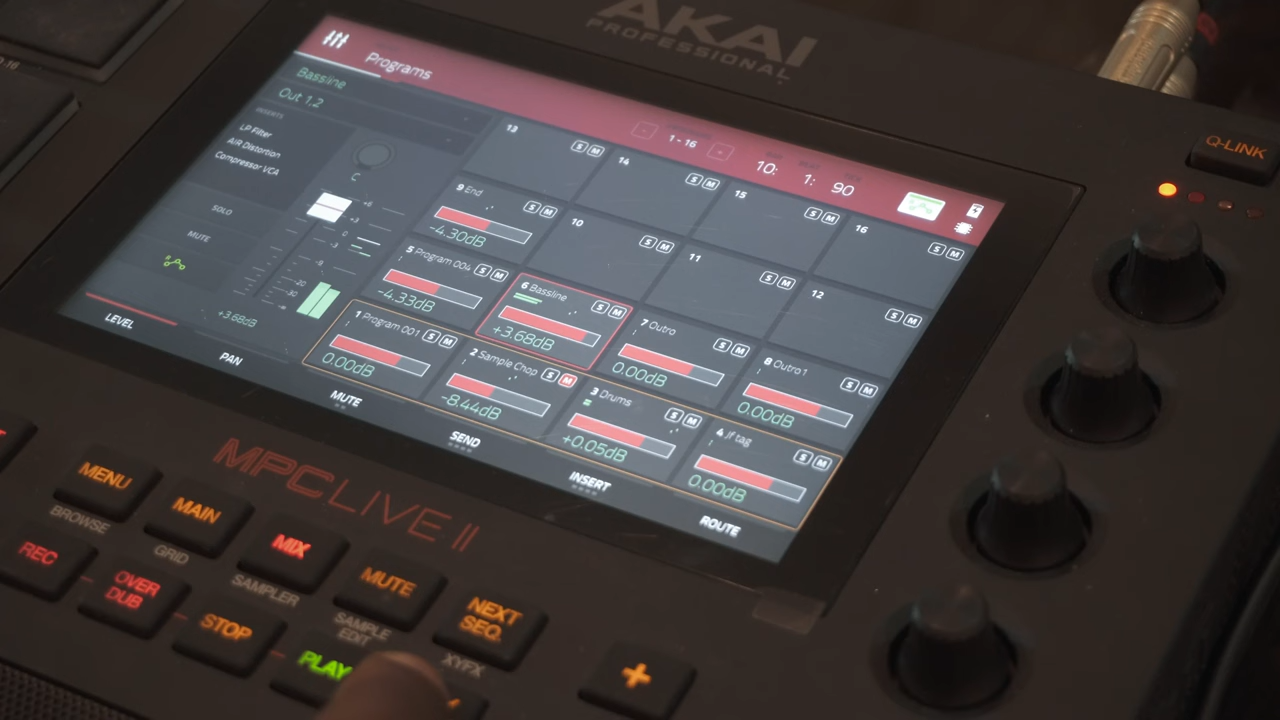 AKAI
PROFESSIONAL
Q-LINK
Programs
1-16
10: 1: 90
Bassline
Out 1,2
INSERTS
LP Filter
AIR Distortion
Compressor VCA
C
SOLO
MUTE
+3.68dB
13
S M
14
S M
15
S M
16
S M
9 End
S M
-4.30dB
10
S M
11
S M
12
S M
5 Program 004
S M
-4.33dB
6 Bassline
S M
+3.68dB
7 Outro
S M
0.00dB
8 Outro 1
S M
0.00dB
1 Program 001
S M
0.00dB
2 Sample Chop
S M
-8.44dB
3 Drums
S M
+0.05dB
4 Jf tag
S M
0.00dB
LEVEL
PAN
MUTE
SEND
INSERT
ROUTE
MPC LIVE II
MENU
BROWSE
MAIN
GRID
MIX
SAMPLER
MUTE
SAMPLE
EDIT
NEXT
SEQ.
XYFX
REC
OVER
DUB
STOP
PLAY
+